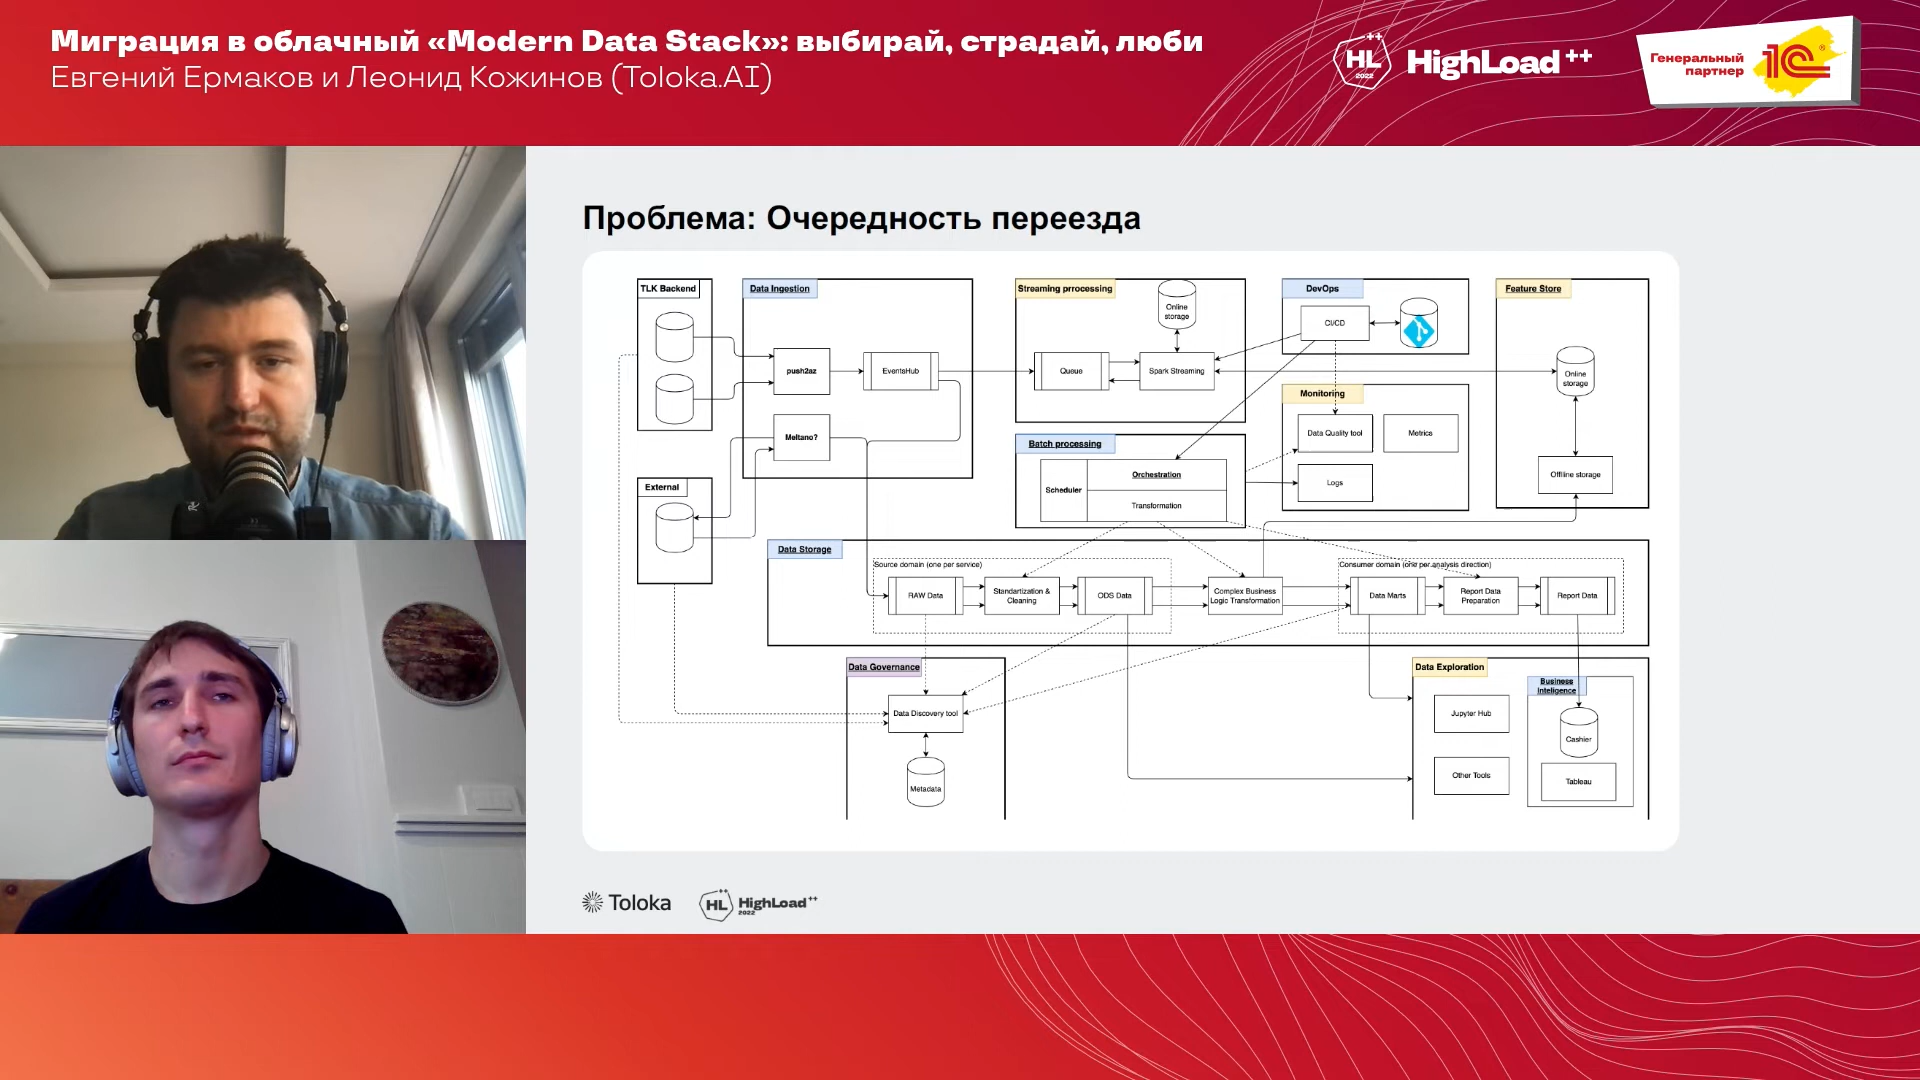 Миграция в облачный «Modern Data Stack»: выбирай, страдай, люби
Евгений Ермаков и Леонид Кожинов (Toloka.AI)
HL
2022
HighLoad ++
Генеральный
партнер
1С
Проблема: Очередность переезда
TLK Backend
Data Ingestion
push2az
EventsHub
Meltano?
External
Streaming prrocessing
Online
storage
Queue
Spark Streaming
Batch processing
Scheduler
Orchestration
Transformation
DevOps
CI/CD
Monitoring
Data Quality tool
Metrics
Logs
Feature Store
Online
storage
Offline storage
Data Storage
Source domain (one per service)
RAW Data
Standartization &
Cleaning
ODS Data
Complex Business
Logic Transformation
Consumer domain (one per analysis direction)
Data Marts
Report Data
Preparation
Report Data
Data Governance
Data Discovery tool
Metadata
Data Exploration
Jupyter Hub
Other Tools
Business
Inteligence
Cashier
Tableau
Toloka
HL
2022
HighLoad ++
2022